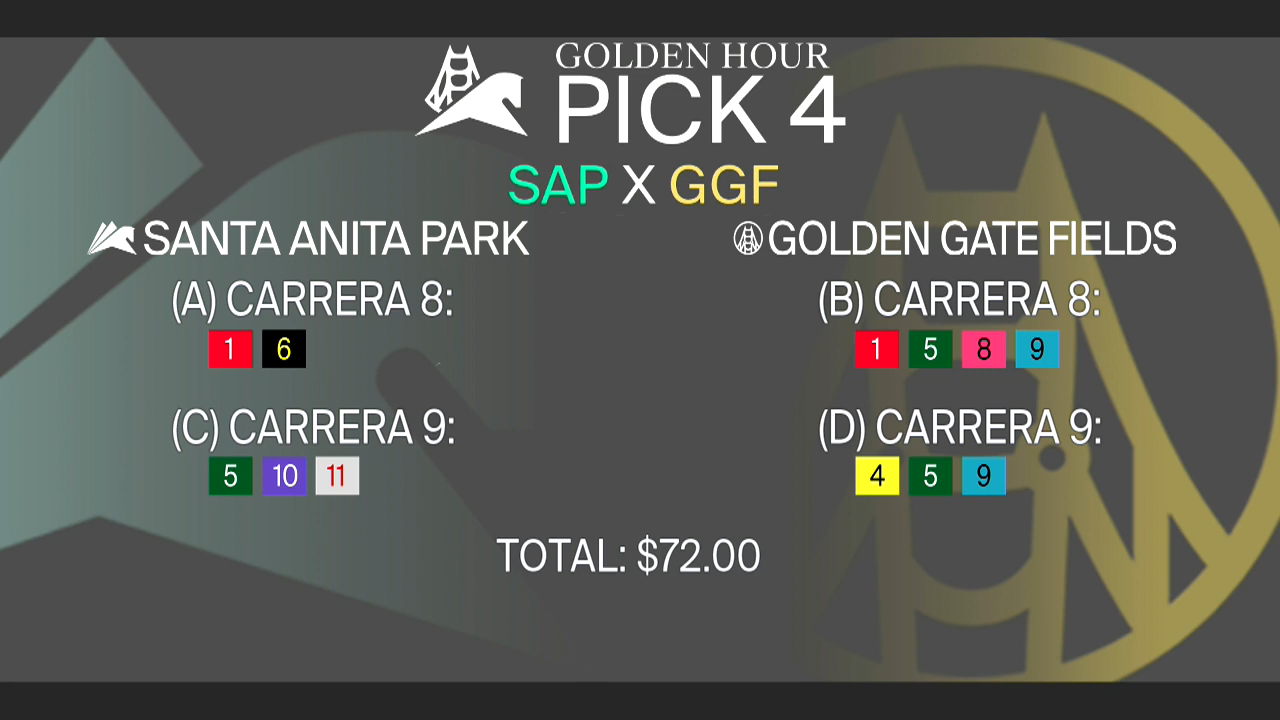 GOLDEN HOUR
PICK 4
SAP X GGF
SANTA ANITA PARK
(A) CARRERA 8:
1 6
(C) CARRERA 9:
5 10 11
GOLDEN GATE FIELDS
(B) CARRERA 8:
1 5 8 9
(D) CARRERA 9:
4 5 9
TOTAL: $72.00